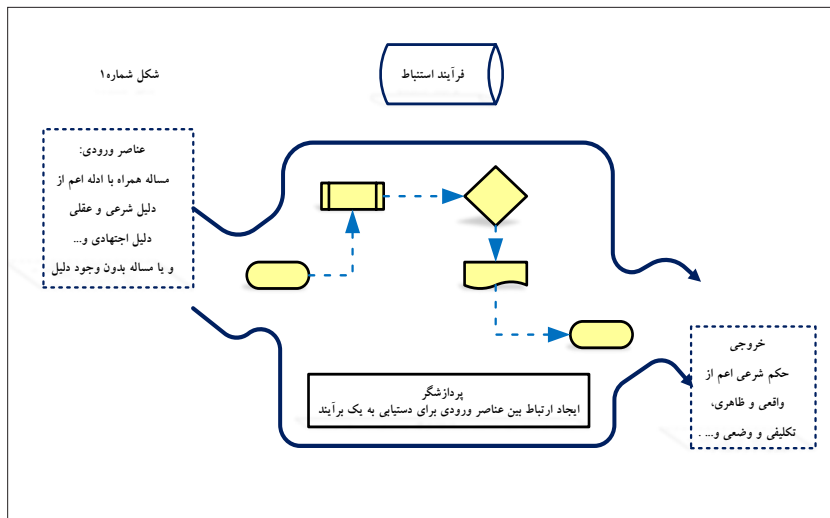 شکل شماره۱
فرآیند استنباط
عناصر ورودی:
مساله همراه با ادله اعم از
دلیل شرعی و عقلی
دلیل اجتهادی و...
و یا مساله بدون وجود دلیل
پردازشگر
ایجاد ارتباط بین عناصر ورودی برای دستیابی به یک برآیند
خروجی
حکم شرعی اعم از
واقعی و ظاهری،
تکلیفی و وضعی و... .